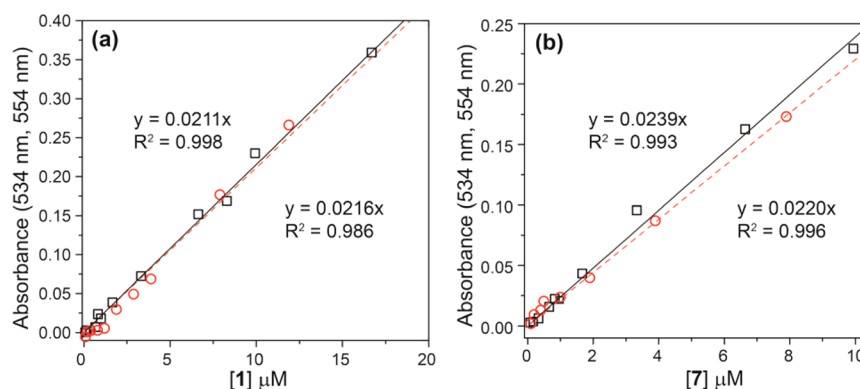 (a)
Absorbance (534 nm, 554 nm)
0.40
0.35
0.30
0.25
0.20
0.15
0.10
0.05
0.00
y = 0.0211x
R² = 0.998
y = 0.0216x
R² = 0.986
0 5 10 15 20
[1] µM
(b)
Absorbance (534 nm, 554 nm)
0.25
0.20
0.15
0.10
0.05
0.00
y = 0.0239x
R² = 0.993
y = 0.0220x
R² = 0.996
0 2 4 6 8 10
[7] µM